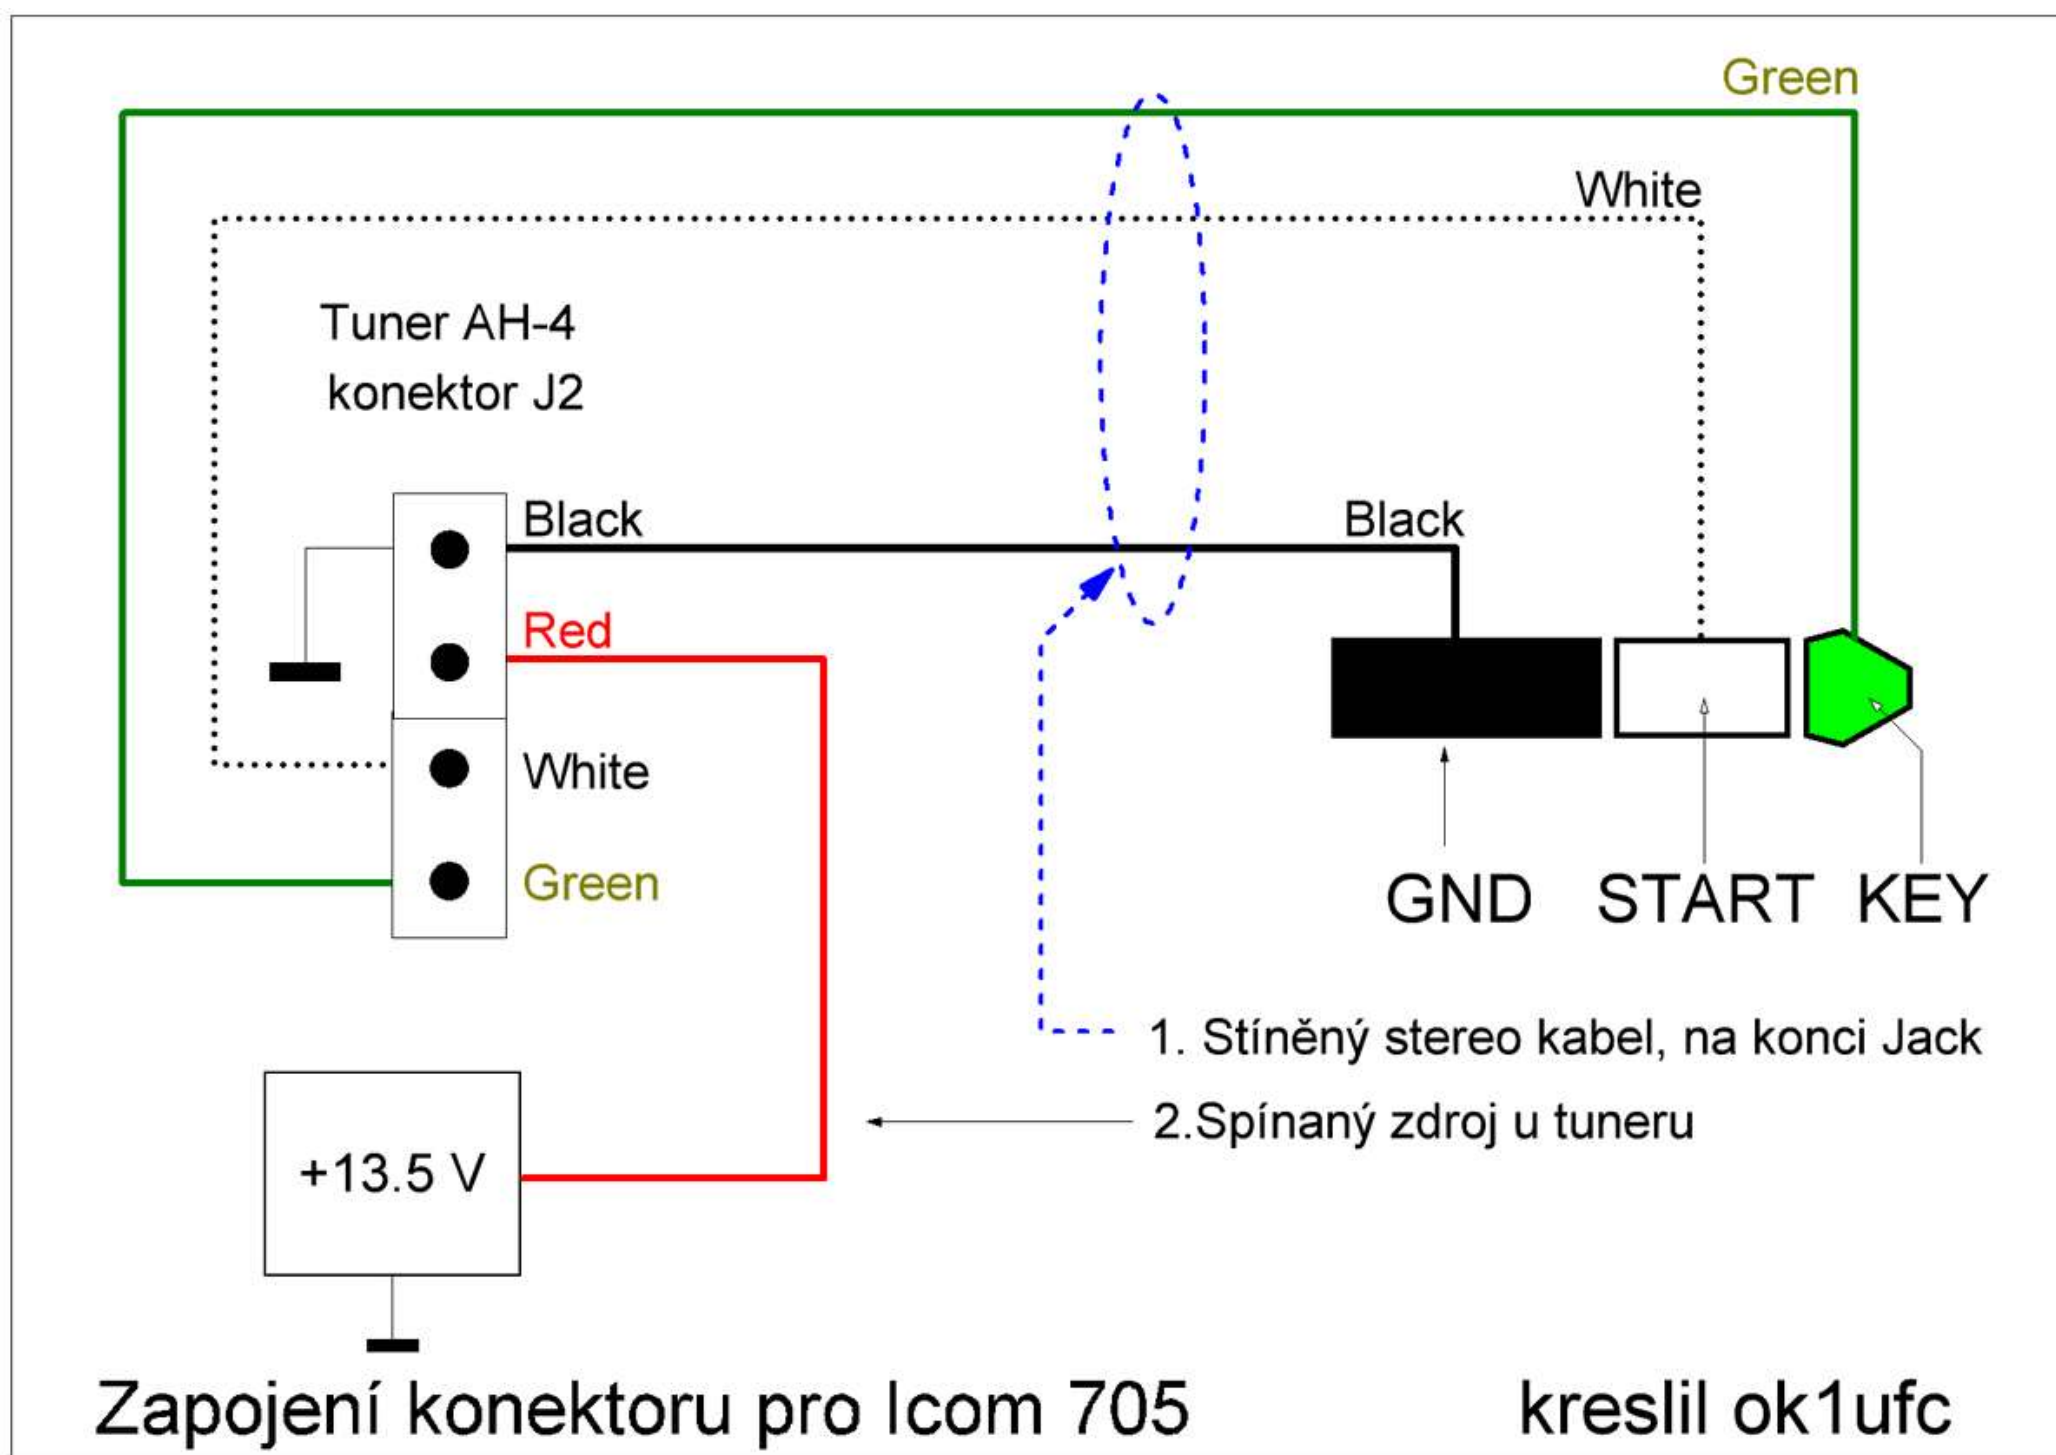 Green
White
Tuner AH-4
konektor J2
Black
Black
Red
White
Green
GND
START
KEY
1. Stíněný stereo kabel, na konci Jack
2.Spínaný zdroj u tuneru
+13.5 V
Zapojení konektoru pro Icom 705
kreslil ok1ufc